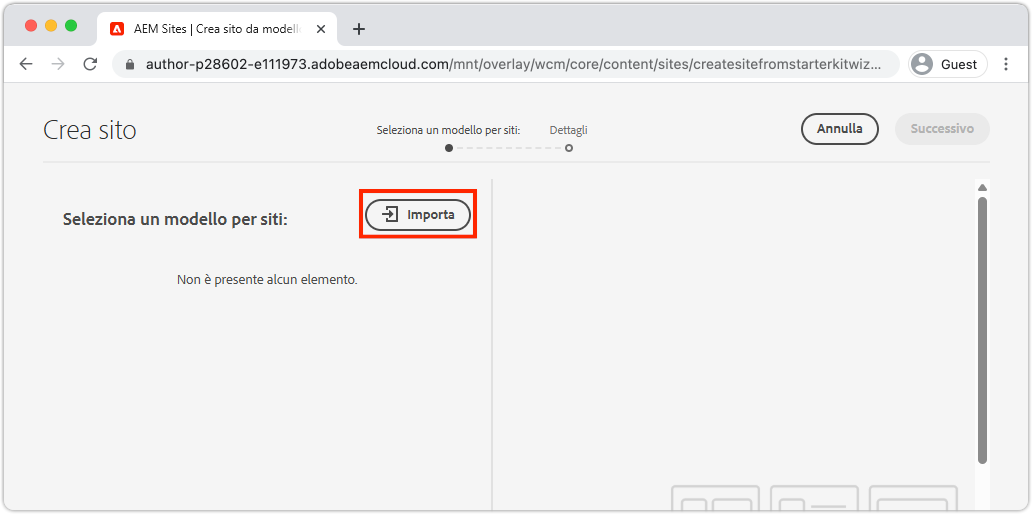 AEM Sites | Crea sito da modell
author-p28602-e111973.adobeaemcloud.com/mnt/overlay/wcm/core/content/sites/createsitefromstarterkitwiz...
Guest
Crea sito
Seleziona un modello per siti:
Dettagli
Annulla
Successivo
Seleziona un modello per siti:
Importa
Non è presente alcun elemento.